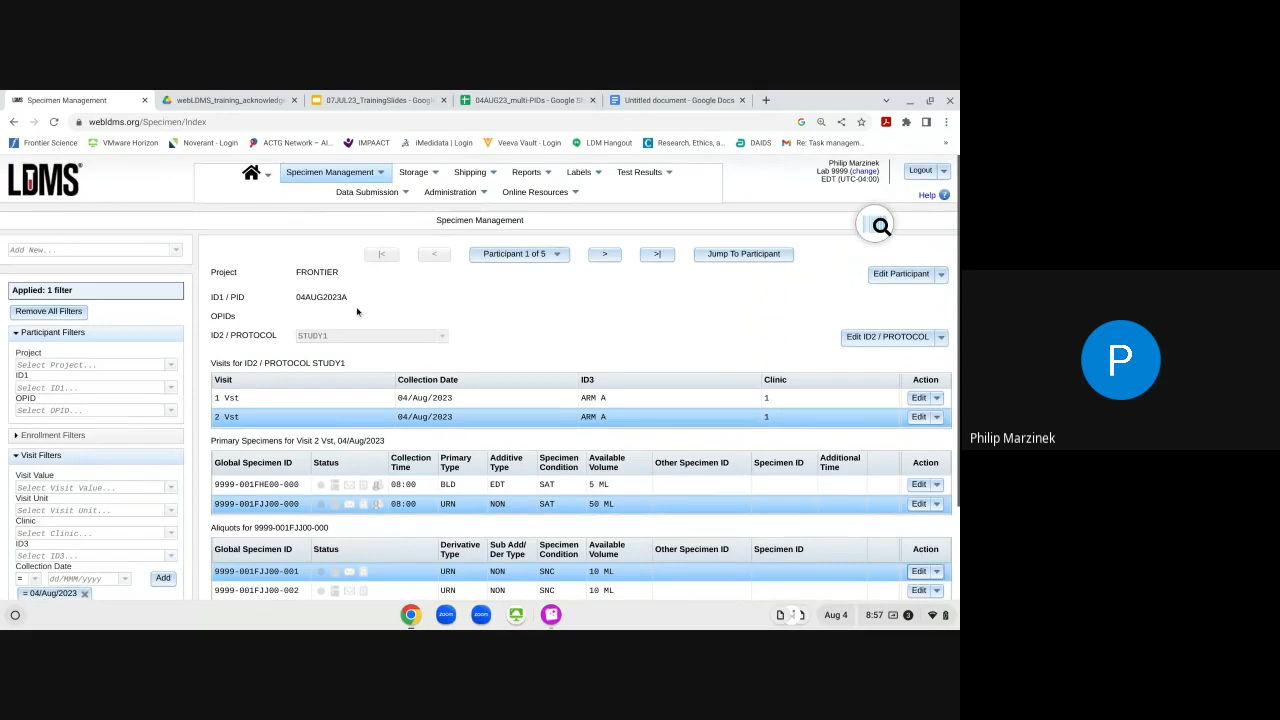 LDMS Specimen Management
webLDMS_training_acknowledg
07JUL23_TrainingSlides - Google
04AUG23_multi-PIDs - Google Sh
Untitled document - Google Docs
webldms.org/Specimen/Index
Frontier Science
VMware Horizon
Noverant - Login
ACTG Network – Al...
IMPAACT
iMedidata | Login
Veeva Vault - Login
LDM Hangout
Research, Ethics, a...
DAIDS
Re: Task managem...
»
LDMS®
Specimen Management
Storage
Shipping
Reports
Labels
Test Results
Data Submission
Administration
Online Resources
Philip Marzinek
Lab 9999 (change)
EDT (UTC-04:00)
Logout
Help ?
Specimen Management
Add New...
Applied: 1 filter
Remove All Filters
Participant Filters
Project
Select Project...
ID1
Select ID1...
OPID
Select OPID...
Enrollment Filters
Visit Filters
Visit Value
Select Visit Value...
Visit Unit
Select Visit Unit...
Clinic
Select Clinic...
ID3
Select ID3...
Collection Date
= dd/MMM/yyyy Add
= 04/Aug/2023
|< < Participant 1 of 5 > >| Jump To Participant
Project FRONTIER Edit Participant
ID1 / PID 04AUG2023A
OPIDs
ID2 / PROTOCOL STUDY1 Edit ID2 / PROTOCOL
Visits for ID2 / PROTOCOL STUDY1
Visit Collection Date ID3 Clinic Action
1 Vst 04/Aug/2023 ARM A 1 Edit
2 Vst 04/Aug/2023 ARM A 1 Edit
Primary Specimens for Visit 2 Vst, 04/Aug/2023
Global Specimen ID Status Collection Time Primary Type Additive Type Specimen Condition Available Volume Other Specimen ID Specimen ID Additional Time Action
9999-001FHE00-000 08:00 BLD EDT SAT 5 ML Edit
9999-001FJJ00-000 08:00 URN NON SAT 50 ML Edit
Aliquots for 9999-001FJJ00-000
Global Specimen ID Status Derivative Type Sub Add/ Der Type Specimen Condition Available Volume Other Specimen ID Specimen ID Action
9999-001FJJ00-001 URN NON SNC 10 ML Edit
9999-001FJJ00-002 URN NON SNC 10 ML Edit
zoom
zoom
Aug 4
8:57
3
P
Philip Marzinek